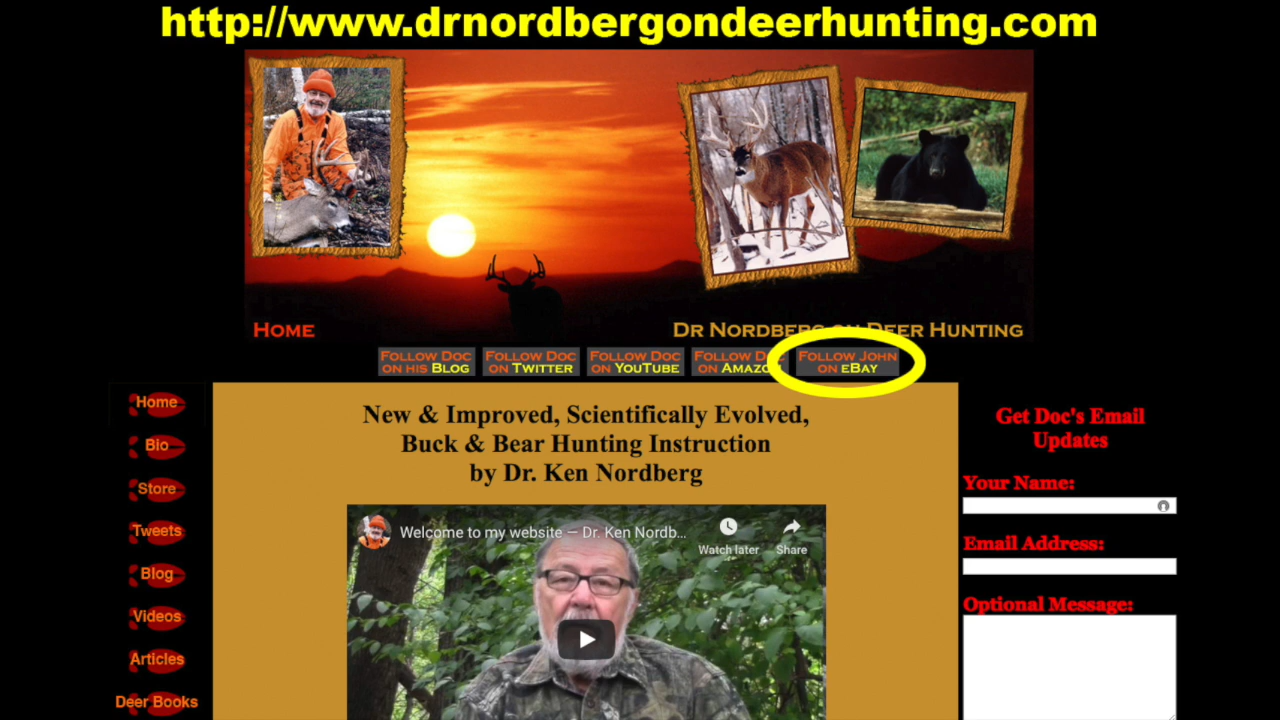 http://www.drnordbergondeerhunting.com
HOME
DR NORDBERG ON DEER HUNTING
FOLLOW DOC
ON HIS BLOG
FOLLOW DOC
ON TWITTER
FOLLOW DOC
ON YOUTUBE
FOLLOW DOC
ON AMAZON
FOLLOW JOHN
ON eBAY
Home
Bio
Store
Tweets
Blog
Videos
Articles
Deer Books
New & Improved, Scientifically Evolved,
Buck & Bear Hunting Instruction
by Dr. Ken Nordberg
Welcome to my website — Dr. Ken Nordb...
Watch later
Share
Get Doc's Email
Updates
Your Name:
Email Address:
Optional Message: